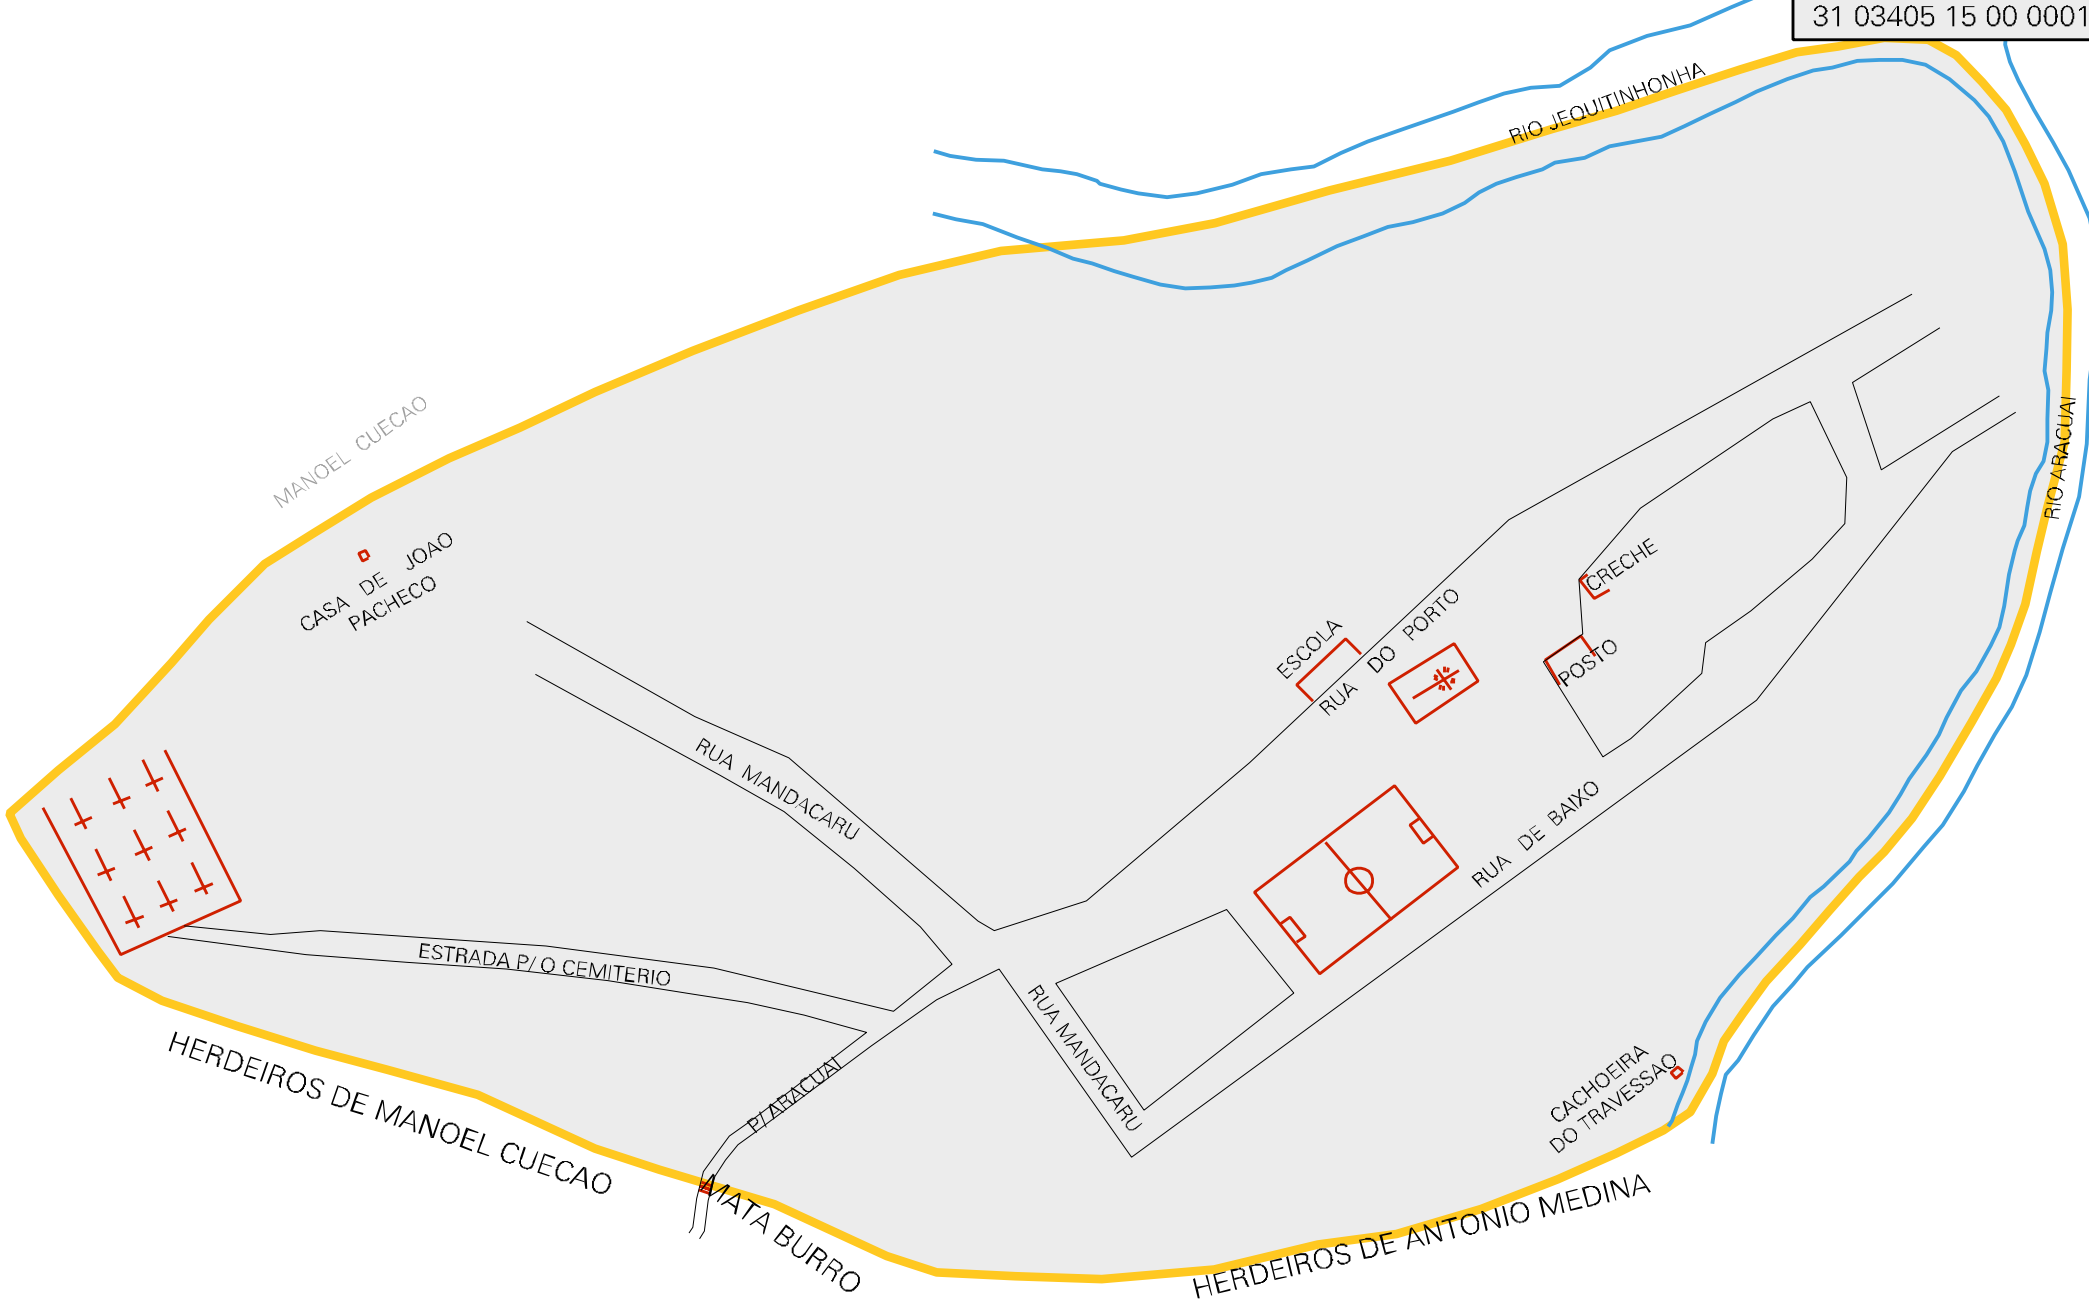 31 03405 15 00 0001
RIO JEQUITINHONHA
MANOEL CUECAO
RIO ARACUAI
CASA DE JOAO
PACHECO
CRECHE
ESCOLA
RUA DO PORTO
POSTO
RUA MANDACARU
RUA DE BAIXO
ESTRADA P/ O CEMITERIO
RUA MANDACARU
P/ ARACUAI
HERDEIROS DE MANOEL CUECAO
CACHOEIRA
DO TRAVESSAO
MATA BURRO
HERDEIROS DE ANTONIO MEDINA